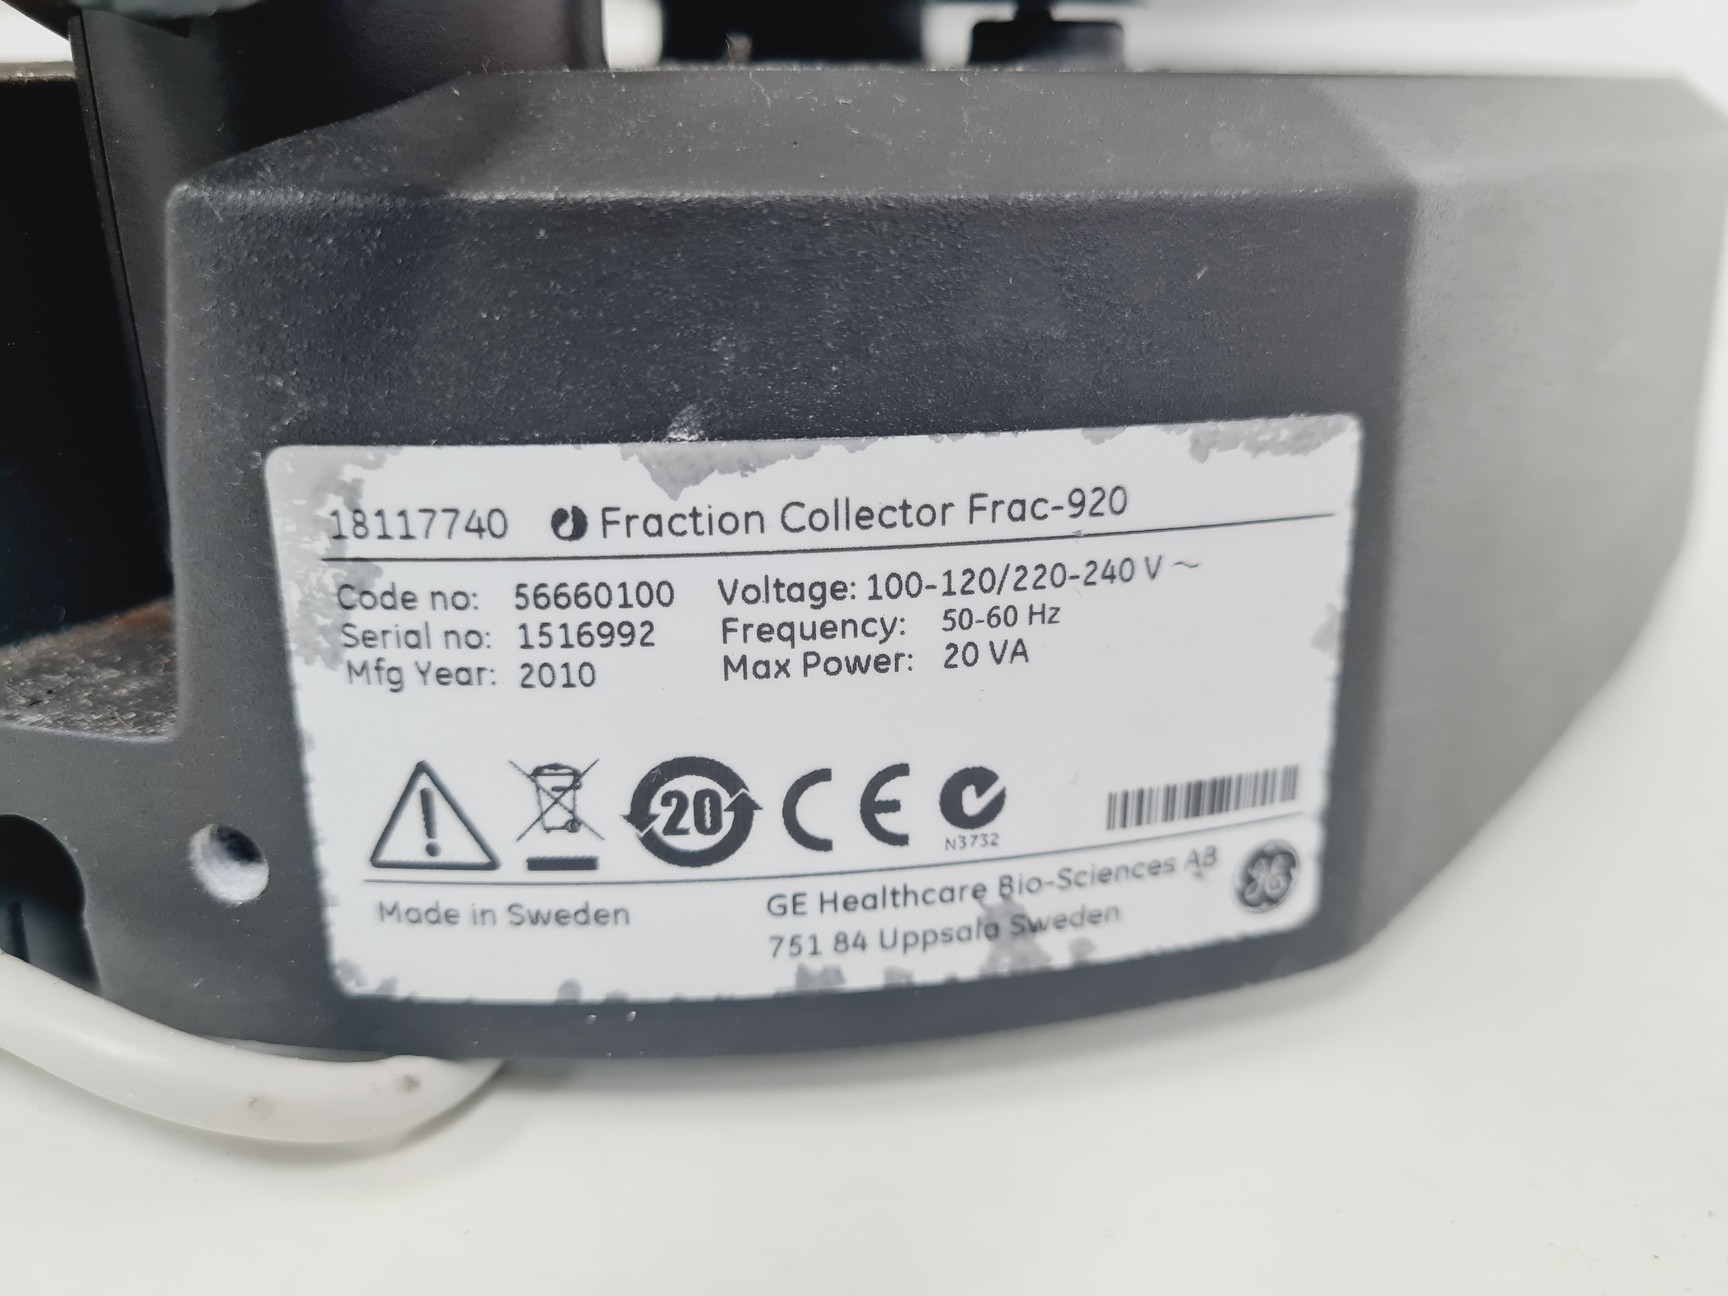 18117740 Fraction Collector Frac-920
Code no: 56660100 Voltage: 100-120/220-240 V ~
Serial no: 1516992 Frequency: 50-60 Hz
Mfg Year: 2010 Max Power: 20 VA
20 CE
N3732
Made in Sweden
GE Healthcare Bio-Sciences AB
751 84 Uppsala Sweden
GE